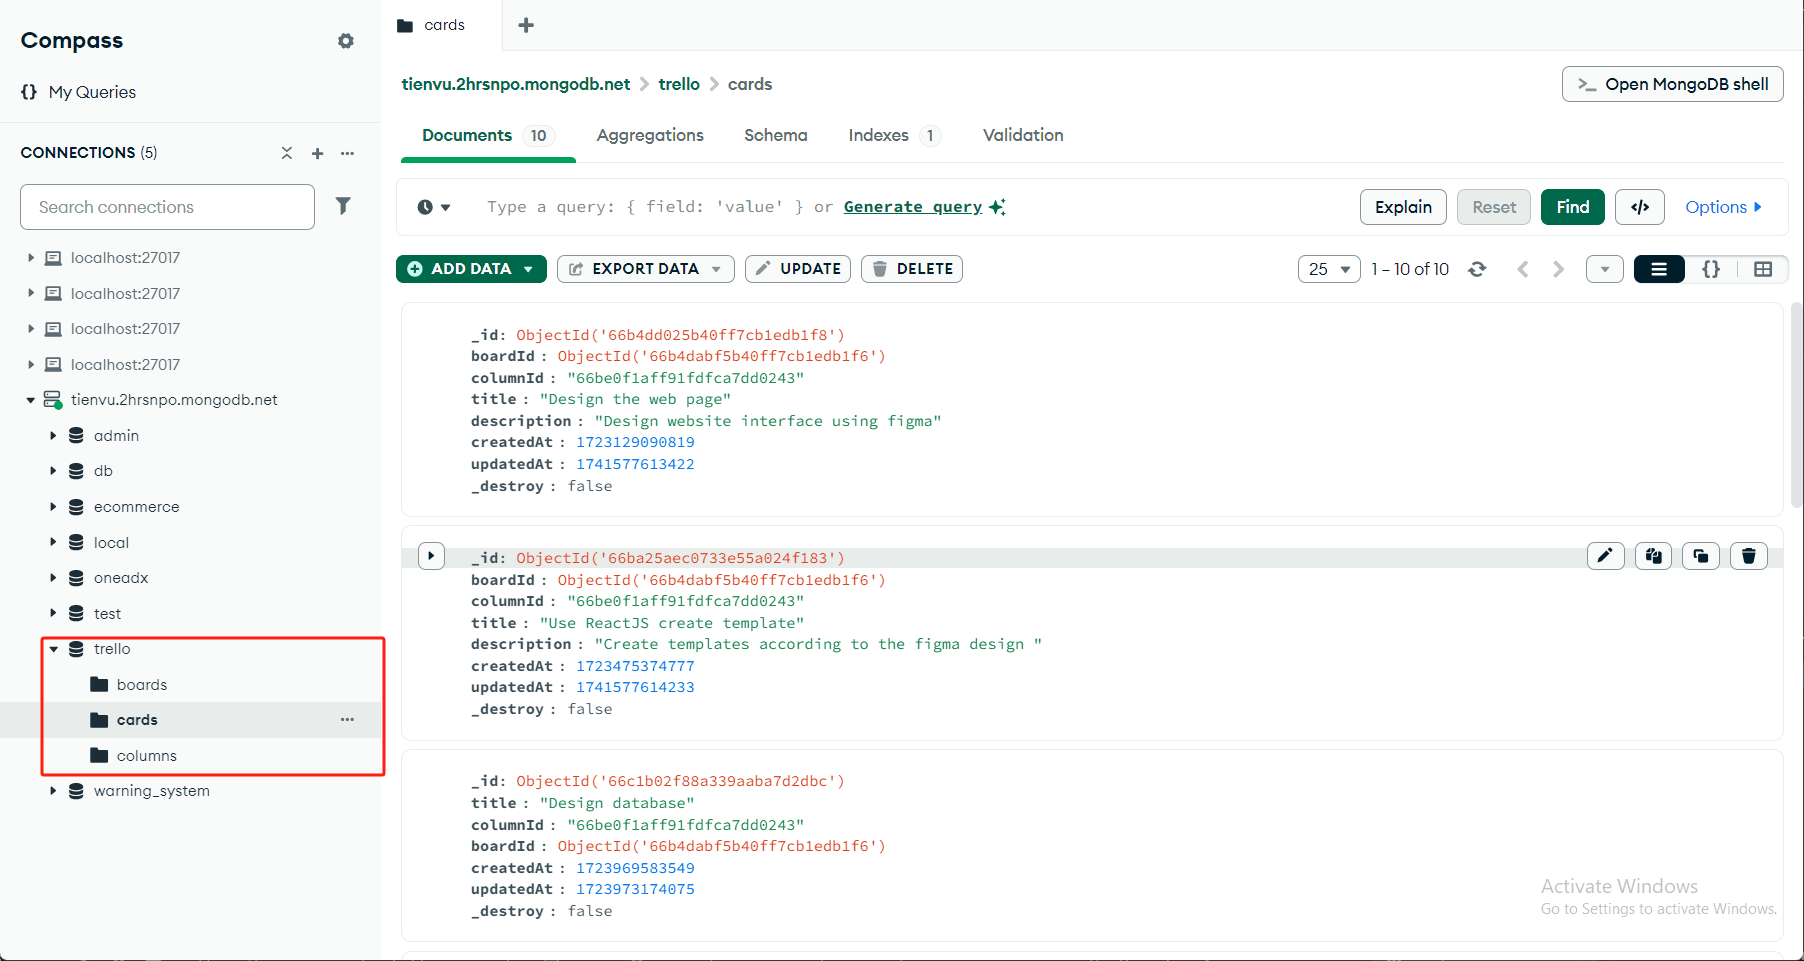 Compass
My Queries
CONNECTIONS (5)
Search connections
localhost:27017
localhost:27017
localhost:27017
localhost:27017
tienvu.2hrsnpo.mongodb.net
admin
db
ecommerce
local
oneadx
test
trello
boards
cards
columns
warning_system
cards
tienvu.2hrsnpo.mongodb.net > trello > cards
>_ Open MongoDB shell
Documents 10 Aggregations Schema Indexes 1 Validation
Type a query: { field: 'value' } or Generate query
Explain Reset Find </> Options
ADD DATA EXPORT DATA UPDATE DELETE
25 1 – 10 of 10 {}
_id: ObjectId('66b4dd025b40ff7cb1edb1f8')
boardId : ObjectId('66b4dabf5b40ff7cb1edb1f6')
columnId : "66be0f1aff91fdfca7dd0243"
title : "Design the web page"
description : "Design website interface using figma"
createdAt : 1723129090819
updatedAt : 1741577613422
_destroy : false
_id: ObjectId('66ba25aec0733e55a024f183')
boardId : ObjectId('66b4dabf5b40ff7cb1edb1f6')
columnId : "66be0f1aff91fdfca7dd0243"
title : "Use ReactJS create template"
description : "Create templates according to the figma design "
createdAt : 1723475374777
updatedAt : 1741577614233
_destroy : false
_id: ObjectId('66c1b02f88a339aaba7d2dbc')
title : "Design database"
columnId : "66be0f1aff91fdfca7dd0243"
boardId : ObjectId('66b4dabf5b40ff7cb1edb1f6')
createdAt : 1723969583549
updatedAt : 1723973174075
_destroy : false
Activate Windows
Go to Settings to activate Windows.